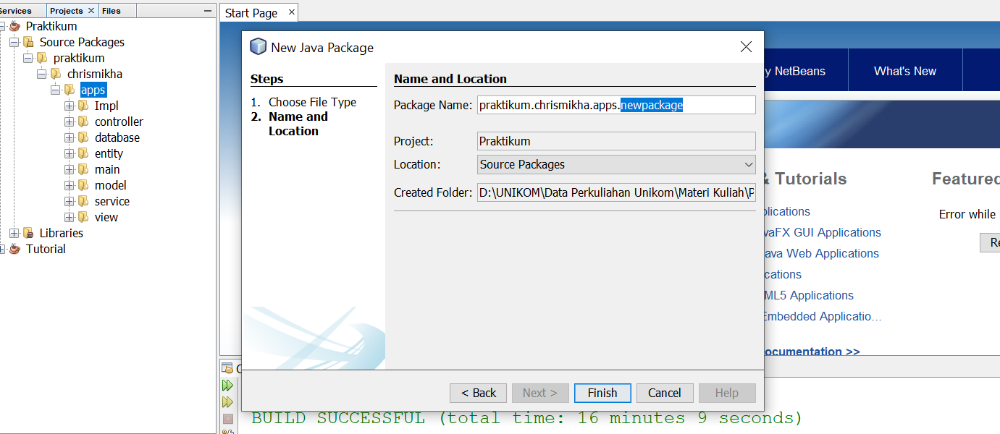 Services Projects Files
Praktikum
Source Packages
praktikum
chrismikha
apps
Impl
controller
database
entity
main
model
service
view
Libraries
Tutorial
Start Page
New Java Package
Steps
1. Choose File Type
2. Name and
Location
Name and Location
Package Name: praktikum.chrismikha.apps.newpackage
Project: Praktikum
Location: Source Packages
Created Folder: D:\UNIKOM\Data Perkuliahan Unikom\Materi Kuliah\P
< Back Next > Finish Cancel Help
y NetBeans What's New
& Tutorials Featured
plications
Error while
vaFX GUI Applications
ava Web Applications
Re
cations
ML5 Applications
Embedded Applicatio...
ocumentation >>
BUILD SUCCESSFUL (total time: 16 minutes 9 seconds)